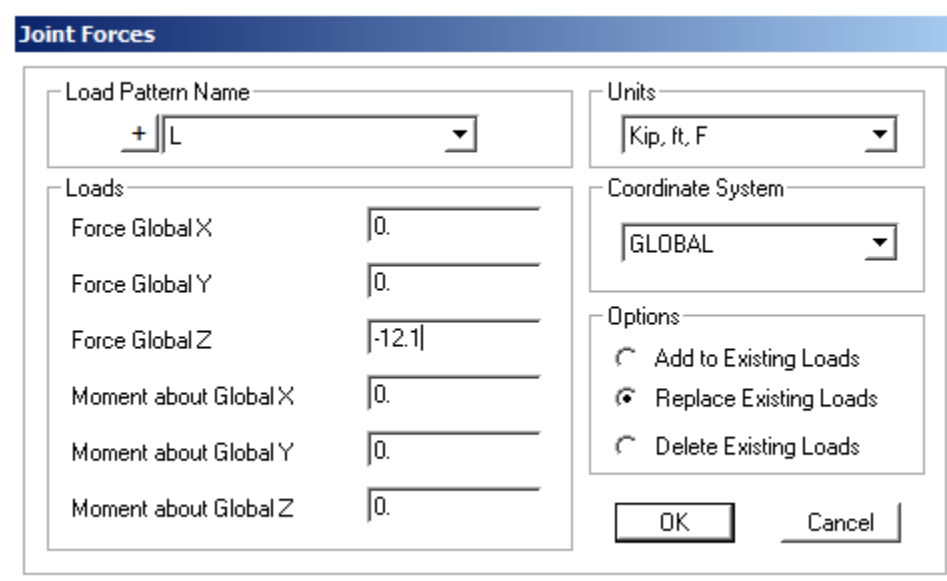 Joint Forces
Load Pattern Name
+ L
Units
Kip, ft, F
Loads
Force Global X 0.
Force Global Y 0.
Force Global Z -12.1
Moment about Global X 0.
Moment about Global Y 0.
Moment about Global Z 0.
Coordinate System
GLOBAL
Options
Add to Existing Loads
Replace Existing Loads
Delete Existing Loads
OK Cancel